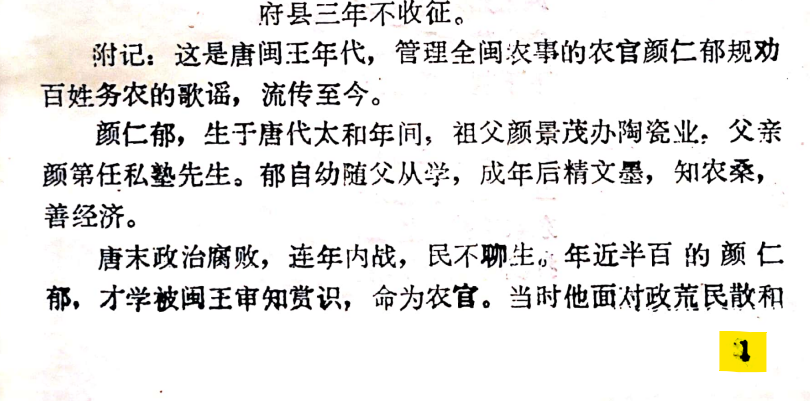 府县三年不收征。
附记：这是唐闽王年代，管理全闽农事的农官颜仁郁规劝
百姓务农的歌谣，流传至今。
颜仁郁，生于唐代太和年间，祖父颜景茂办陶瓷业，父亲
颜第任私塾先生。郁自幼随父从学，成年后精文墨，知农桑，
善经济。
唐末政治腐败，连年内战，民不聊生。年近半百的颜仁
郁，才学被闽王审知赏识，命为农官。当时他面对政荒民散和
1